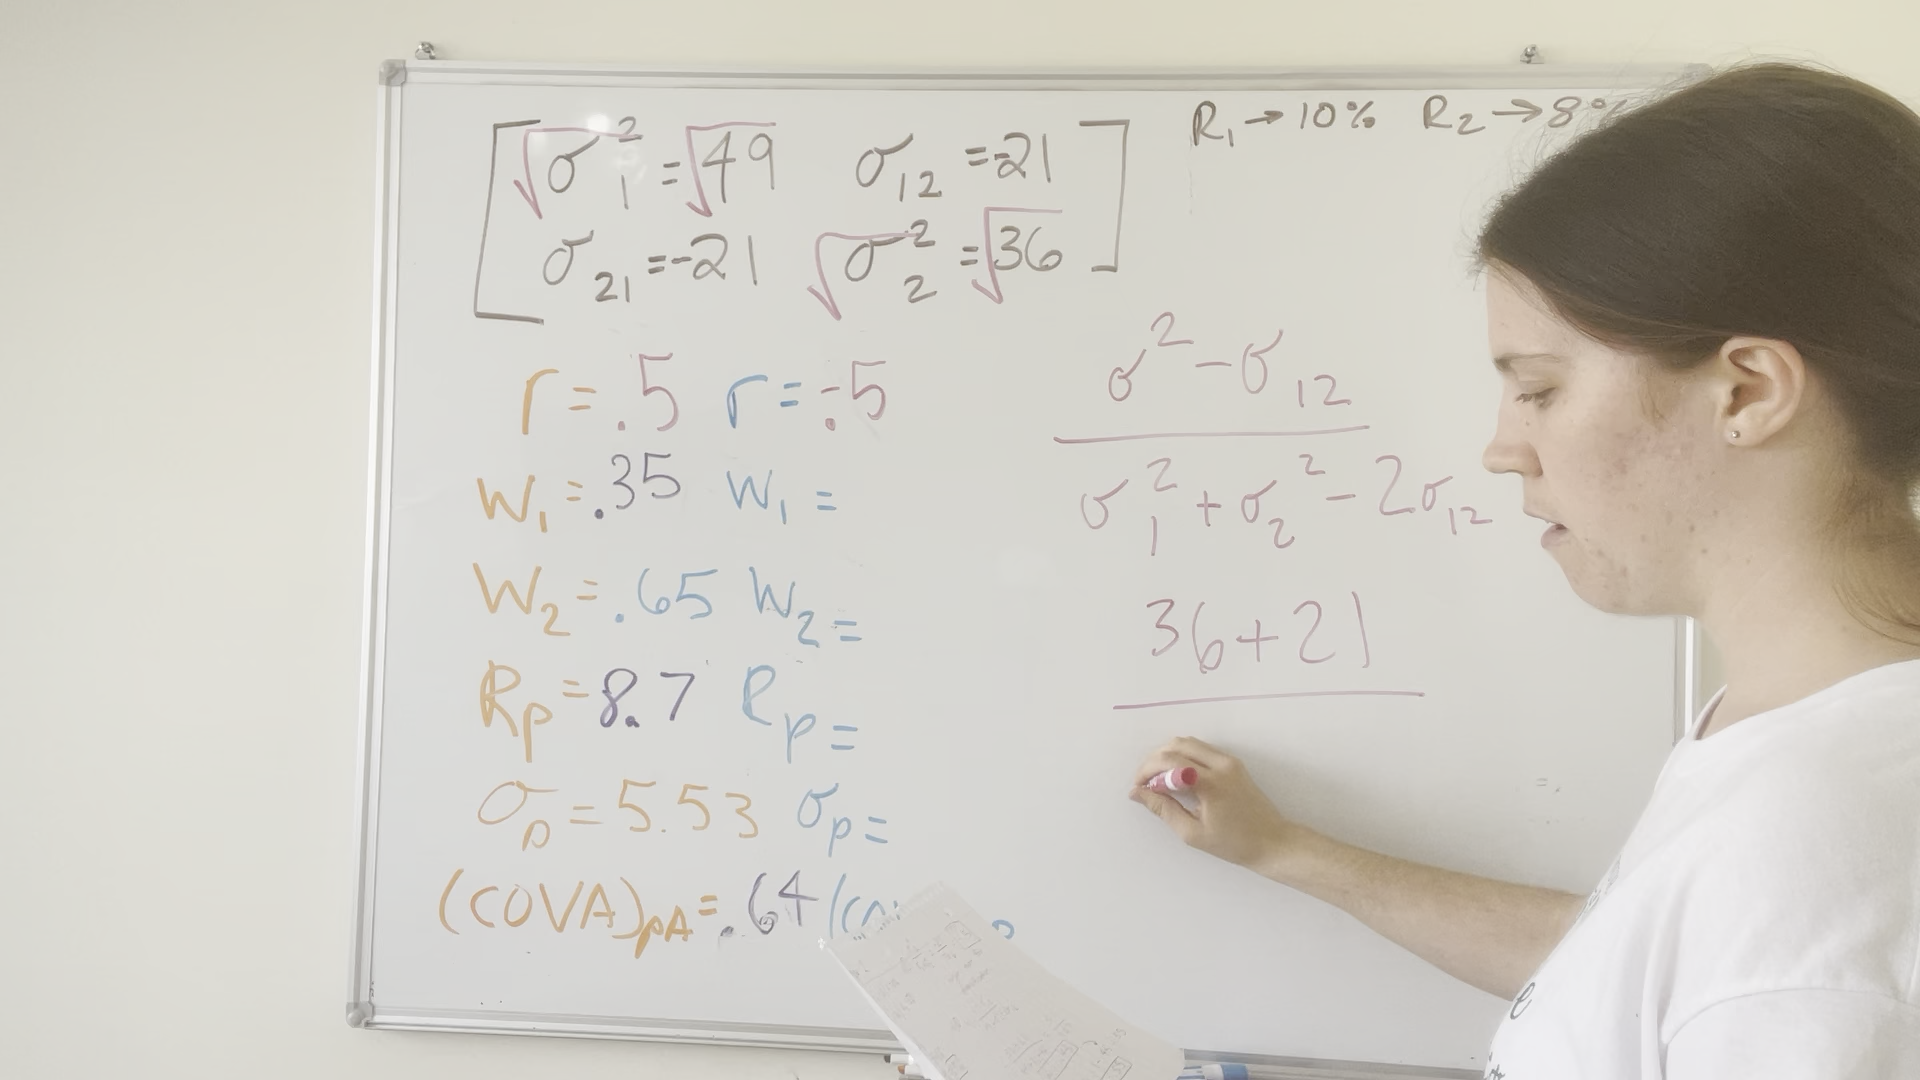 R₁ → 10% R₂ → 8%
√σ₁² = √49 σ₁₂ = -21
σ₂₁ = -21 √σ₂² = √36
r = .5 r = -.5
W₁ = .35 W₁ =
W₂ = .65 W₂ =
Rp = 8.7 Rp =
σp = 5.53 σp =
(COVA)pA = .64
σ² - σ₁₂
σ₁² + σ₂² - 2σ₁₂
36+21